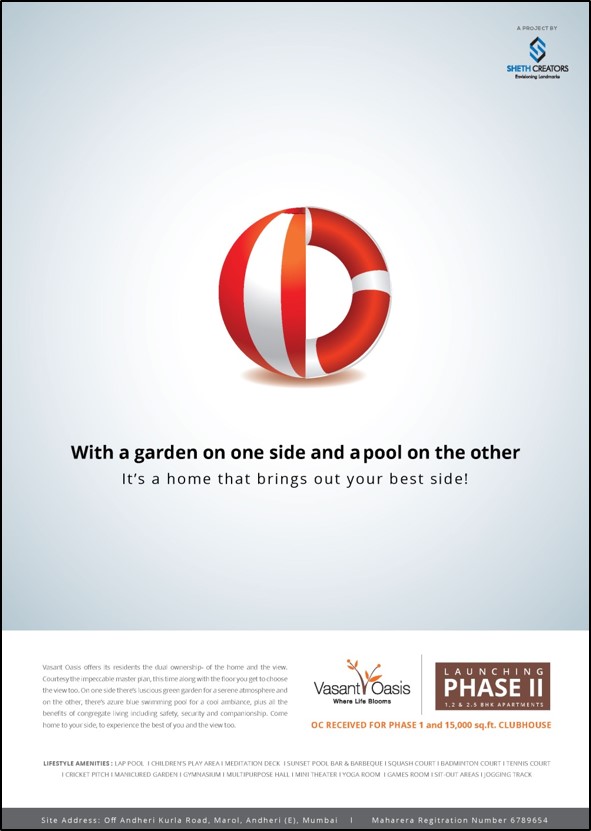 A PROJECT BY
SHETH CREATORS
Envisioning Landmarks
With a garden on one side and a pool on the other
It's a home that brings out your best side!
Vasant Oasis offers its residents the dual ownership- of the home and the view.
Courtesy the impeccable master plan, this time along with the floor you get to choose
the view too. On one side there's luscious green garden for a serene atmosphere and
on the other, there's azure blue swimming pool for a cool ambiance, plus all the
benefits of congregate living including safety, security and companionship. Come
home to your side, to experience the best of you and the view too.
Vasant Oasis
Where Life Blooms
LAUNCHING
PHASE II
1,2 & 2.5 BHK APARTMENTS
OC RECEIVED FOR PHASE 1 and 15,000 sq.ft. CLUBHOUSE
LIFESTYLE AMENITIES : LAP POOL I CHILDREN'S PLAY AREA I MEDITATION DECK I SUNSET POOL BAR & BARBEQUE I SQUASH COURT I BADMINTON COURT I TENNIS COURT
I CRICKET PITCH I MANICURED GARDEN I GYMNASIUM I MULTIPURPOSE HALL I MINI THEATER I YOGA ROOM I GAMES ROOM I SIT-OUT AREAS I JOGGING TRACK
Site Address: Off Andheri Kurla Road, Marol, Andheri (E), Mumbai I Maharera Regitration Number 6789654